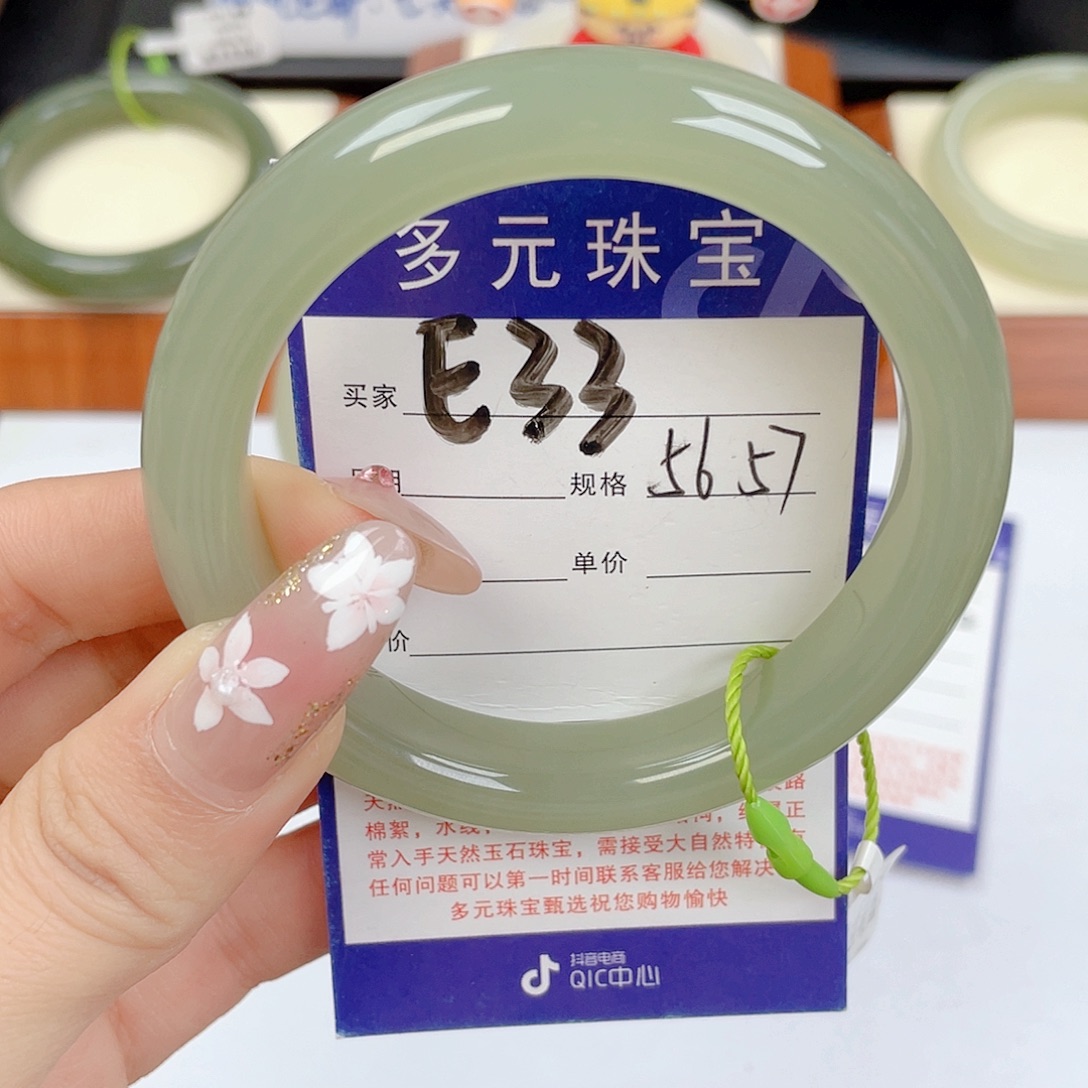 多元珠宝
买家 E33
规格 56 57
单价
价
棉絮，水线，
常入手天然玉石珠宝，需接受大自然特
任何问题可以第一时间联系客服给您解决
多元珠宝甄选祝您购物愉快
抖音电商
QIC中心